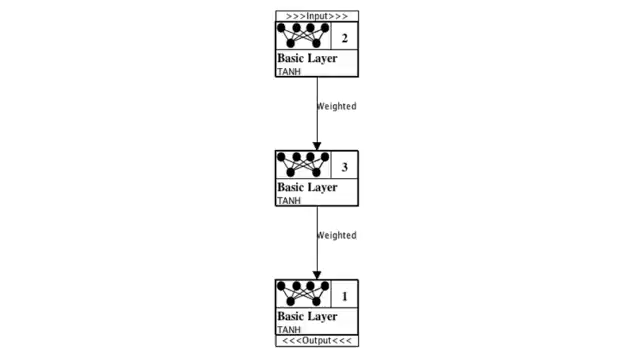 >>>Input>>>
2
Basic Layer
TANH
Weighted
3
Basic Layer
TANH
Weighted
1
Basic Layer
TANH
<<<Output<<<